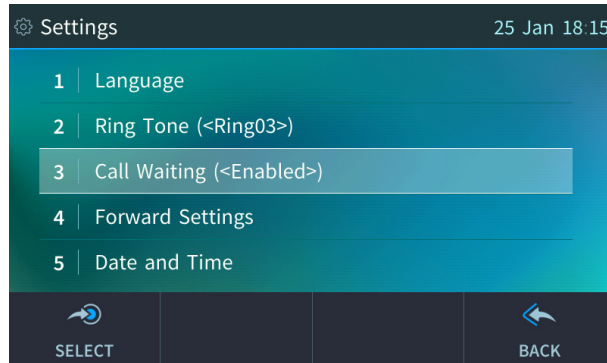 Settings 25 Jan 18:15
1 Language
2 Ring Tone (<Ring03>)
3 Call Waiting (<Enabled>)
4 Forward Settings
5 Date and Time
SELECT BACK